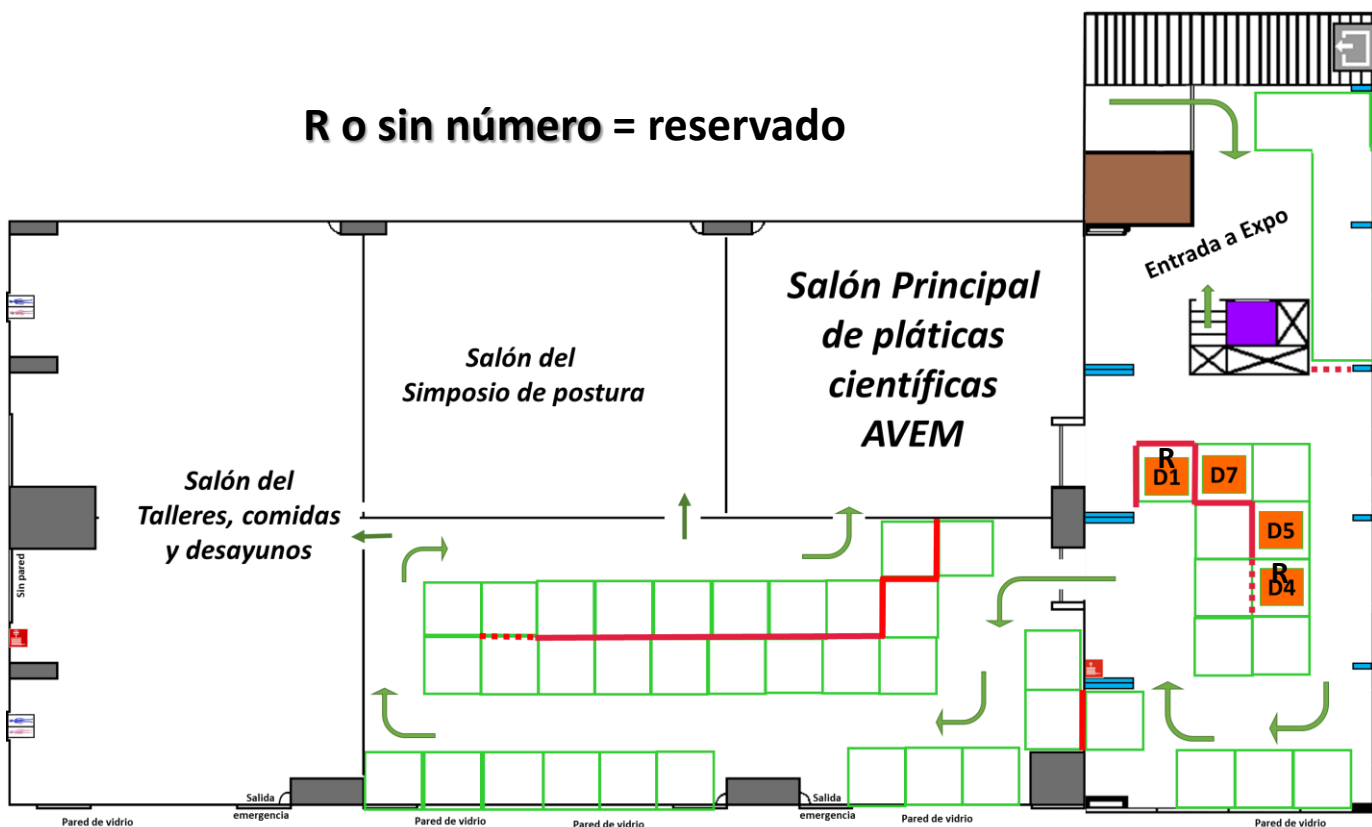 R o sin número = reservado
Entrada a Expo
Salón Principal
de pláticas
científicas
AVEM
Salón del
Simposio de postura
Salón del
Talleres, comidas
y desayunos
R
D1
D7
D5
R
D4
Sin pared
Salida
emergencia
Salida
emergencia
Pared de vidrio
Pared de vidrio
Pared de vidrio
Pared de vidrio
Pared de vidrio